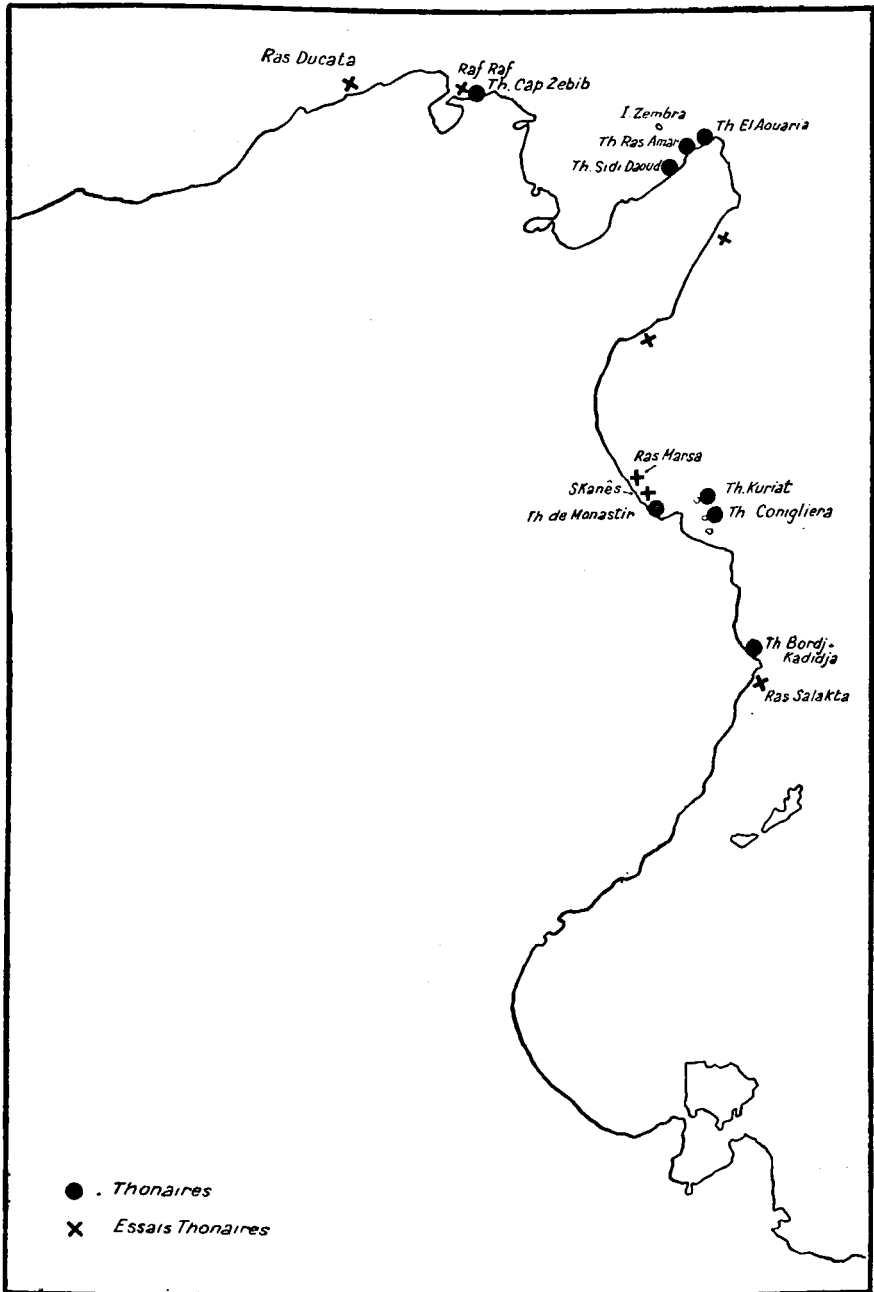 Ras Ducata
Raf Raf
Th. Cap Zebib
I. Zembra
Th El Aouaria
Th Ras Amar
Th. Sidi Daoud
Ras Marsa
Skanês
Th. Kuriat
Th de Monastir
Th Conigliera
Th Bordj-
Kadidja
Ras Salakta
. Thonaires
Essais Thonaires